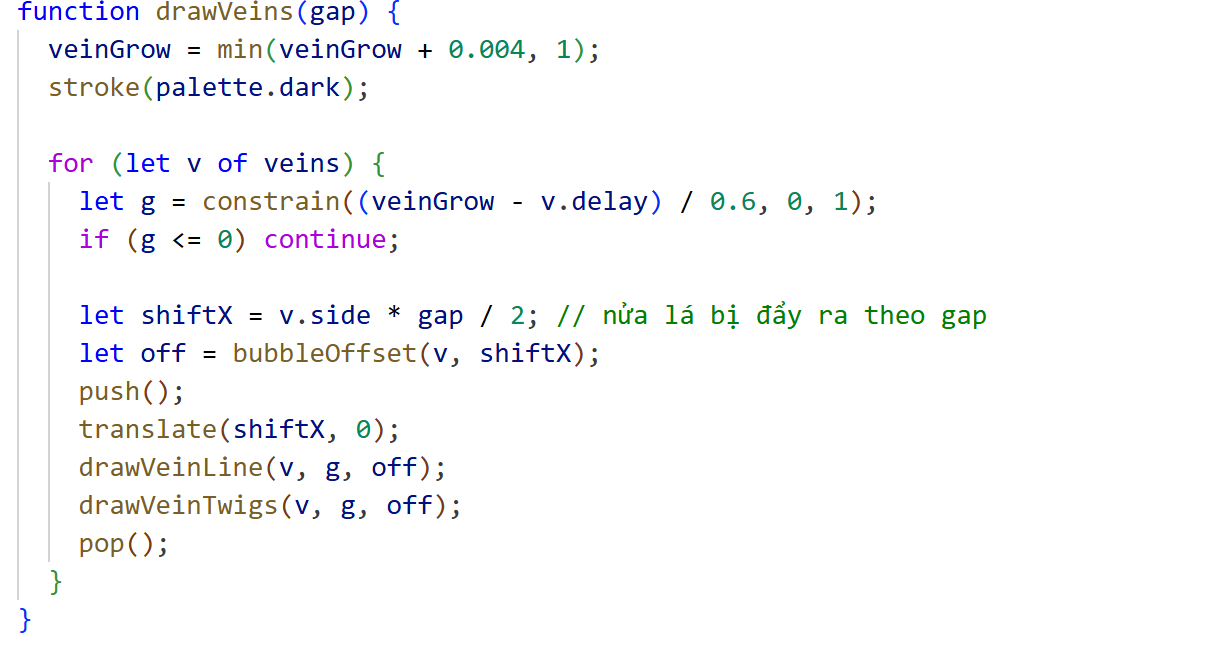 function drawVeins(gap) {
veinGrow = min(veinGrow + 0.004, 1);
stroke(palette.dark);
for (let v of veins) {
let g = constrain((veinGrow - v.delay) / 0.6, 0, 1);
if (g <= 0) continue;
let shiftX = v.side * gap / 2; // nửa lá bị đẩy ra theo gap
let off = bubbleOffset(v, shiftX);
push();
translate(shiftX, 0);
drawVeinLine(v, g, off);
drawVeinTwigs(v, g, off);
pop();
}
}